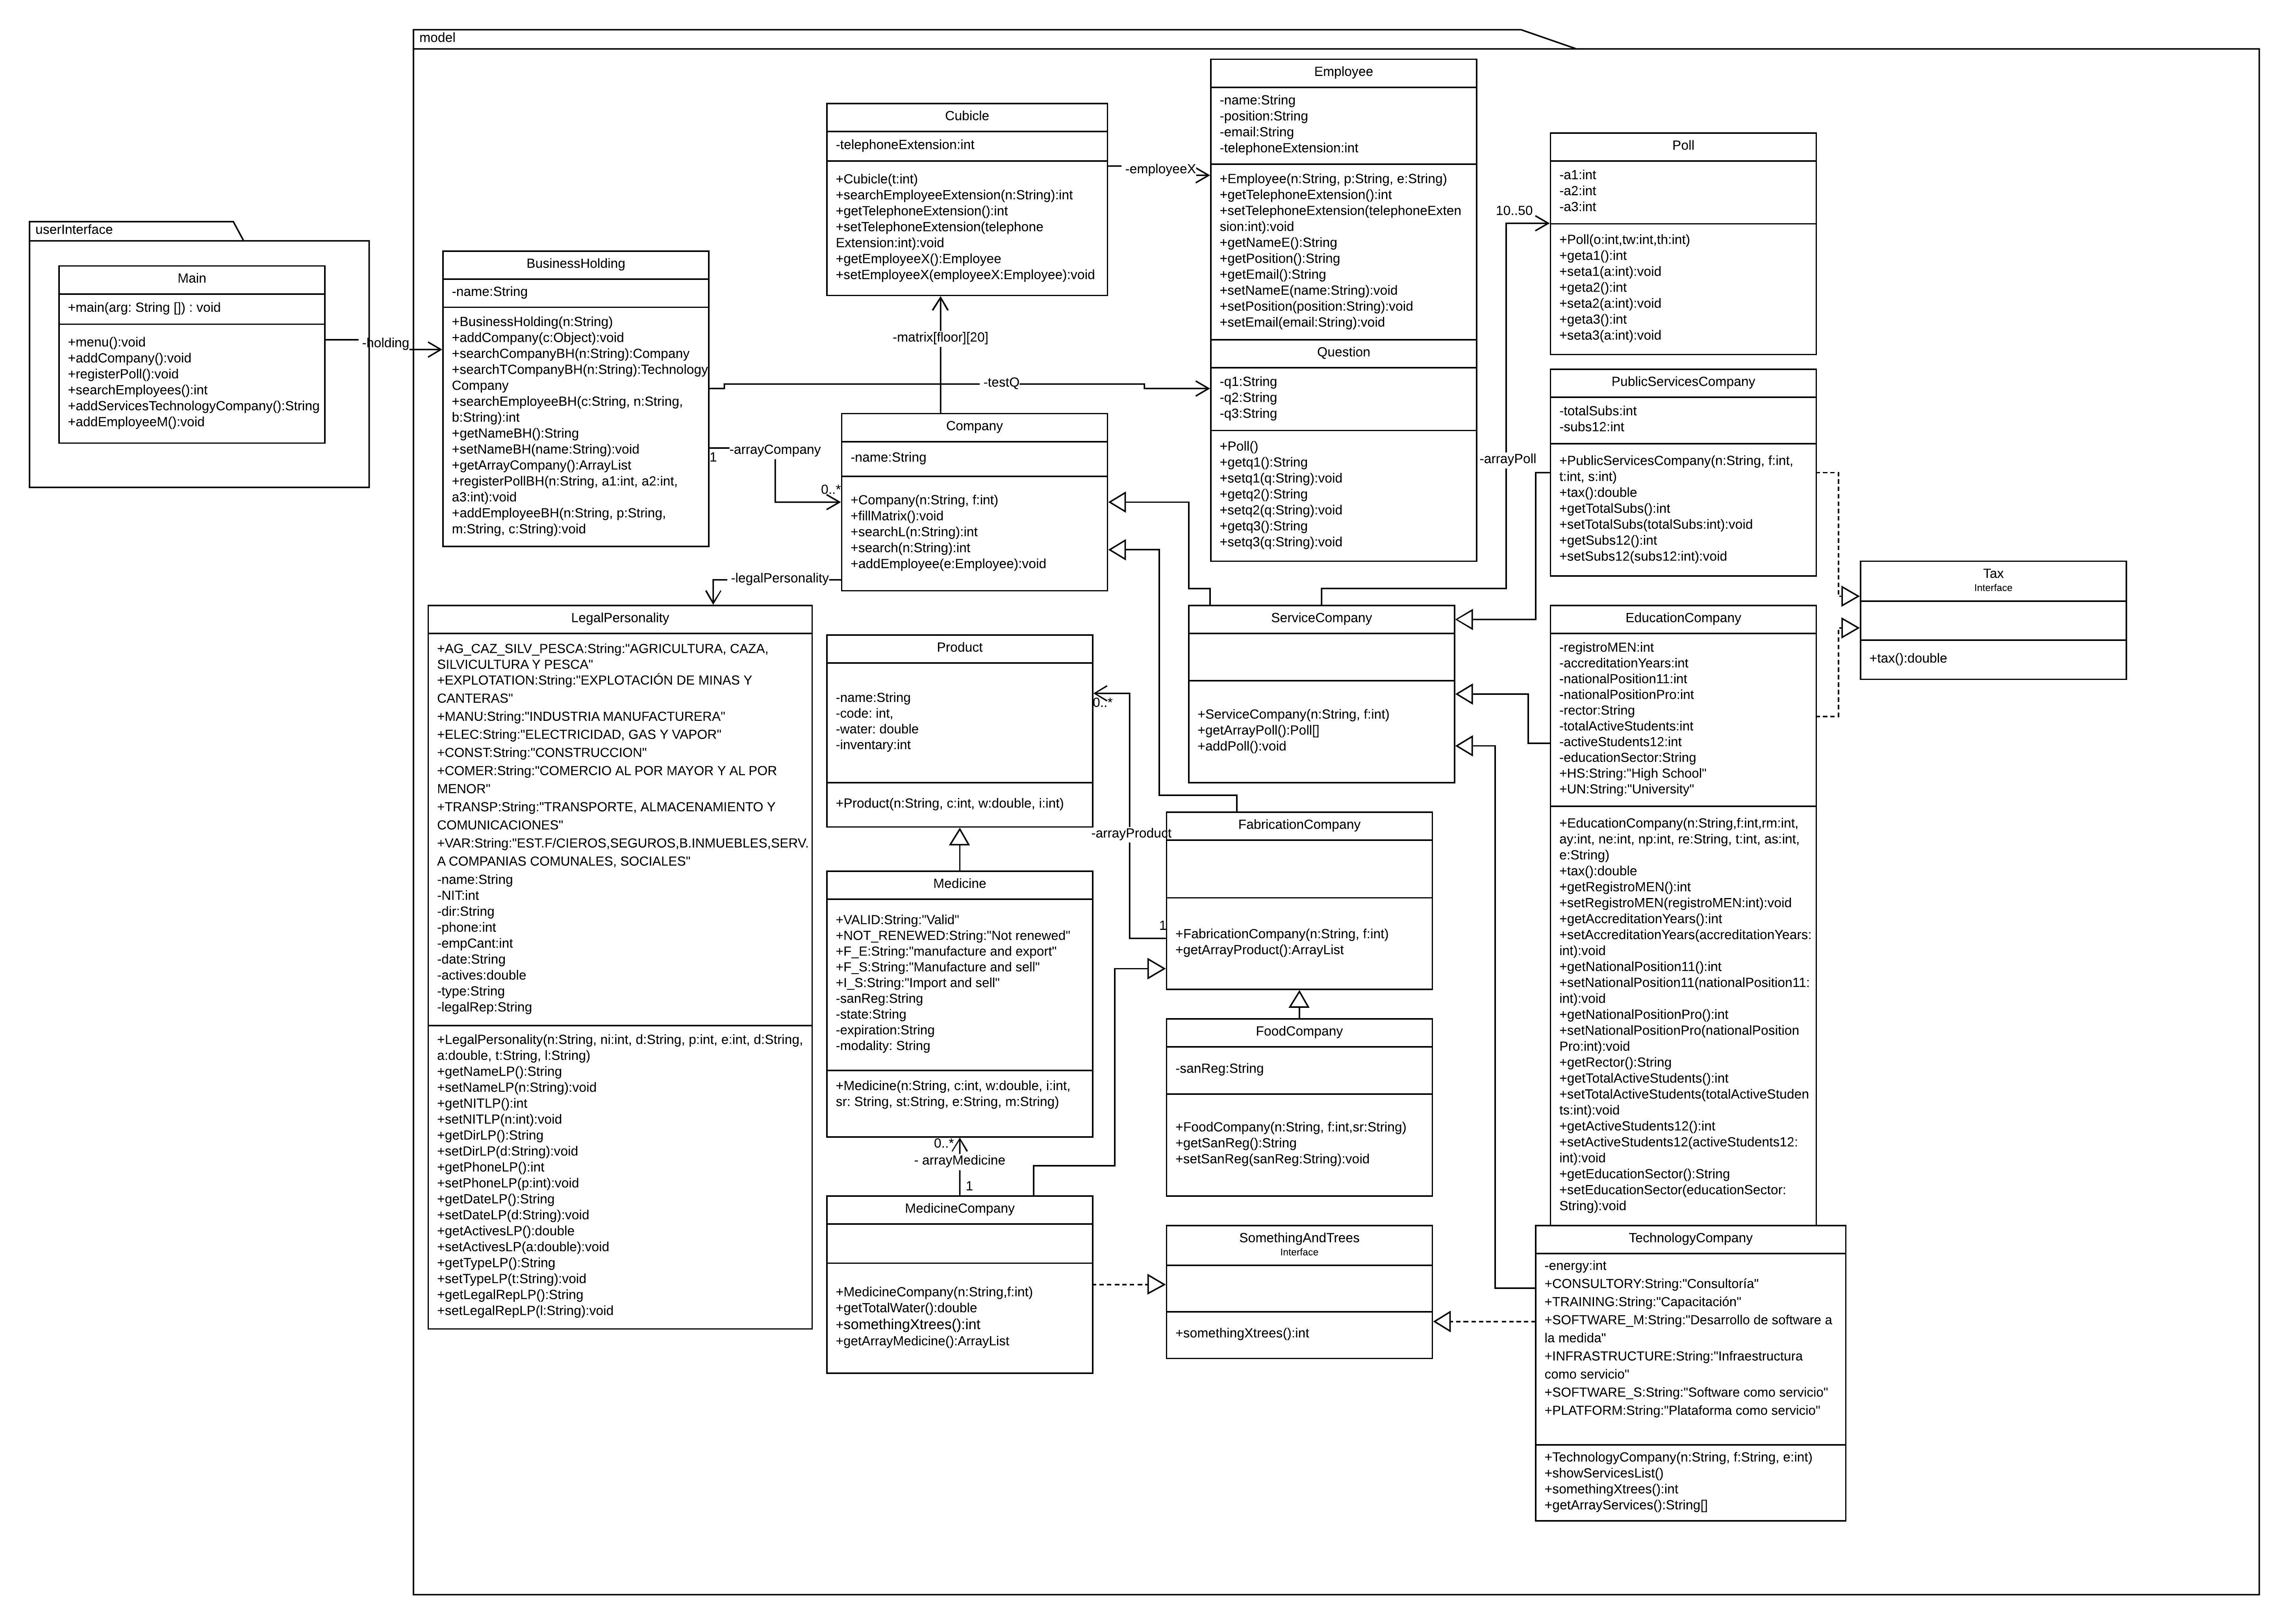 model
userInterface
Main
+main(arg: String []) : void
+menu():void
+addCompany():void
+registerPoll():void
+searchEmployees():int
+addServicesTechnologyCompany():String
+addEmployeeM():void
-holding
BusinessHolding
-name:String
+BusinessHolding(n:String)
+addCompany(c:Object):void
+searchCompanyBH(n:String):Company
+searchTCompanyBH(n:String):Technology
Company
+searchEmployeeBH(c:String, n:String,
b:String):int
+getNameBH():String
+setNameBH(name:String):void
+getArrayCompany():ArrayList
+registerPollBH(n:String, a1:int, a2:int,
a3:int):void
+addEmployeeBH(n:String, p:String,
m:String, c:String):void
1
-arrayCompany
0..*
-testQ
Cubicle
-telephoneExtension:int
+Cubicle(t:int)
+searchEmployeeExtension(n:String):int
+getTelephoneExtension():int
+setTelephoneExtension(telephone
Extension:int):void
+getEmployeeX():Employee
+setEmployeeX(employeeX:Employee):void
-employeeX
-matrix[floor][20]
Company
-name:String
+Company(n:String, f:int)
+fillMatrix():void
+searchL(n:String):int
+search(n:String):int
+addEmployee(e:Employee):void
-legalPersonality
Employee
-name:String
-position:String
-email:String
-telephoneExtension:int
+Employee(n:String, p:String, e:String)
+getTelephoneExtension():int
+setTelephoneExtension(telephoneExten
sion:int):void
+getNameE():String
+getPosition():String
+getEmail():String
+setNameE(name:String):void
+setPosition(position:String):void
+setEmail(email:String):void
Question
-q1:String
-q2:String
-q3:String
+Poll()
+getq1():String
+setq1(q:String):void
+getq2():String
+setq2(q:String):void
+getq3():String
+setq3(q:String):void
10..50
-arrayPoll
Poll
-a1:int
-a2:int
-a3:int
+Poll(o:int,tw:int,th:int)
+geta1():int
+seta1(a:int):void
+geta2():int
+seta2(a:int):void
+geta3():int
+seta3(a:int):void
PublicServicesCompany
-totalSubs:int
-subs12:int
+PublicServicesCompany(n:String, f:int,
t:int, s:int)
+tax():double
+getTotalSubs():int
+setTotalSubs(totalSubs:int):void
+getSubs12():int
+setSubs12(subs12:int):void
Tax
Interface
+tax():double
LegalPersonality
+AG_CAZ_SILV_PESCA:String:"AGRICULTURA, CAZA,
SILVICULTURA Y PESCA"
+EXPLOTATION:String:"EXPLOTACIÓN DE MINAS Y
CANTERAS"
+MANU:String:"INDUSTRIA MANUFACTURERA"
+ELEC:String:"ELECTRICIDAD, GAS Y VAPOR"
+CONST:String:"CONSTRUCCION"
+COMER:String:"COMERCIO AL POR MAYOR Y AL POR
MENOR"
+TRANSP:String:"TRANSPORTE, ALMACENAMIENTO Y
COMUNICACIONES"
+VAR:String:"EST.F/CIEROS,SEGUROS,B.INMUEBLES,SERV.
A COMPANIAS COMUNALES, SOCIALES"
-name:String
-NIT:int
-dir:String
-phone:int
-empCant:int
-date:String
-actives:double
-type:String
-legalRep:String
+LegalPersonality(n:String, ni:int, d:String, p:int, e:int, d:String,
a:double, t:String, l:String)
+getNameLP():String
+setNameLP(n:String):void
+getNITLP():int
+setNITLP(n:int):void
+getDirLP():String
+setDirLP(d:String):void
+getPhoneLP():int
+setPhoneLP(p:int):void
+getDateLP():String
+setDateLP(d:String):void
+getActivesLP():double
+setActivesLP(a:double):void
+getTypeLP():String
+setTypeLP(t:String):void
+getLegalRepLP():String
+setLegalRepLP(l:String):void
Product
-name:String
-code: int,
-water: double
-inventary:int
+Product(n:String, c:int, w:double, i:int)
0..*
-arrayProduct
1
Medicine
+VALID:String:"Valid"
+NOT_RENEWED:String:"Not renewed"
+F_E:String:"manufacture and export"
+F_S:String:"Manufacture and sell"
+I_S:String:"Import and sell"
-sanReg:String
-state:String
-expiration:String
-modality: String
+Medicine(n:String, c:int, w:double, i:int,
sr: String, st:String, e:String, m:String)
0..*
- arrayMedicine
1
MedicineCompany
+MedicineCompany(n:String,f:int)
+getTotalWater():double
+somethingXtrees():int
+getArrayMedicine():ArrayList
ServiceCompany
+ServiceCompany(n:String, f:int)
+getArrayPoll():Poll[]
+addPoll():void
FabricationCompany
+FabricationCompany(n:String, f:int)
+getArrayProduct():ArrayList
FoodCompany
-sanReg:String
+FoodCompany(n:String, f:int,sr:String)
+getSanReg():String
+setSanReg(sanReg:String):void
SomethingAndTrees
Interface
+somethingXtrees():int
EducationCompany
-registroMEN:int
-accreditationYears:int
-nationalPosition11:int
-nationalPositionPro:int
-rector:String
-totalActiveStudents:int
-activeStudents12:int
-educationSector:String
+HS:String:"High School"
+UN:String:"University"
+EducationCompany(n:String,f:int,rm:int,
ay:int, ne:int, np:int, re:String, t:int, as:int,
e:String)
+tax():double
+getRegistroMEN():int
+setRegistroMEN(registroMEN:int):void
+getAccreditationYears():int
+setAccreditationYears(accreditationYears:
int):void
+getNationalPosition11():int
+setNationalPosition11(nationalPosition11:
int):void
+getNationalPositionPro():int
+setNationalPositionPro(nationalPosition
Pro:int):void
+getRector():String
+getTotalActiveStudents():int
+setTotalActiveStudents(totalActiveStuden
ts:int):void
+getActiveStudents12():int
+setActiveStudents12(activeStudents12:
int):void
+getEducationSector():String
+setEducationSector(educationSector:
String):void
TechnologyCompany
-energy:int
+CONSULTORY:String:"Consultoría"
+TRAINING:String:"Capacitación"
+SOFTWARE_M:String:"Desarrollo de software a
la medida"
+INFRASTRUCTURE:String:"Infraestructura
como servicio"
+SOFTWARE_S:String:"Software como servicio"
+PLATFORM:String:"Plataforma como servicio"
+TechnologyCompany(n:String, f:String, e:int)
+showServicesList()
+somethingXtrees():int
+getArrayServices():String[]